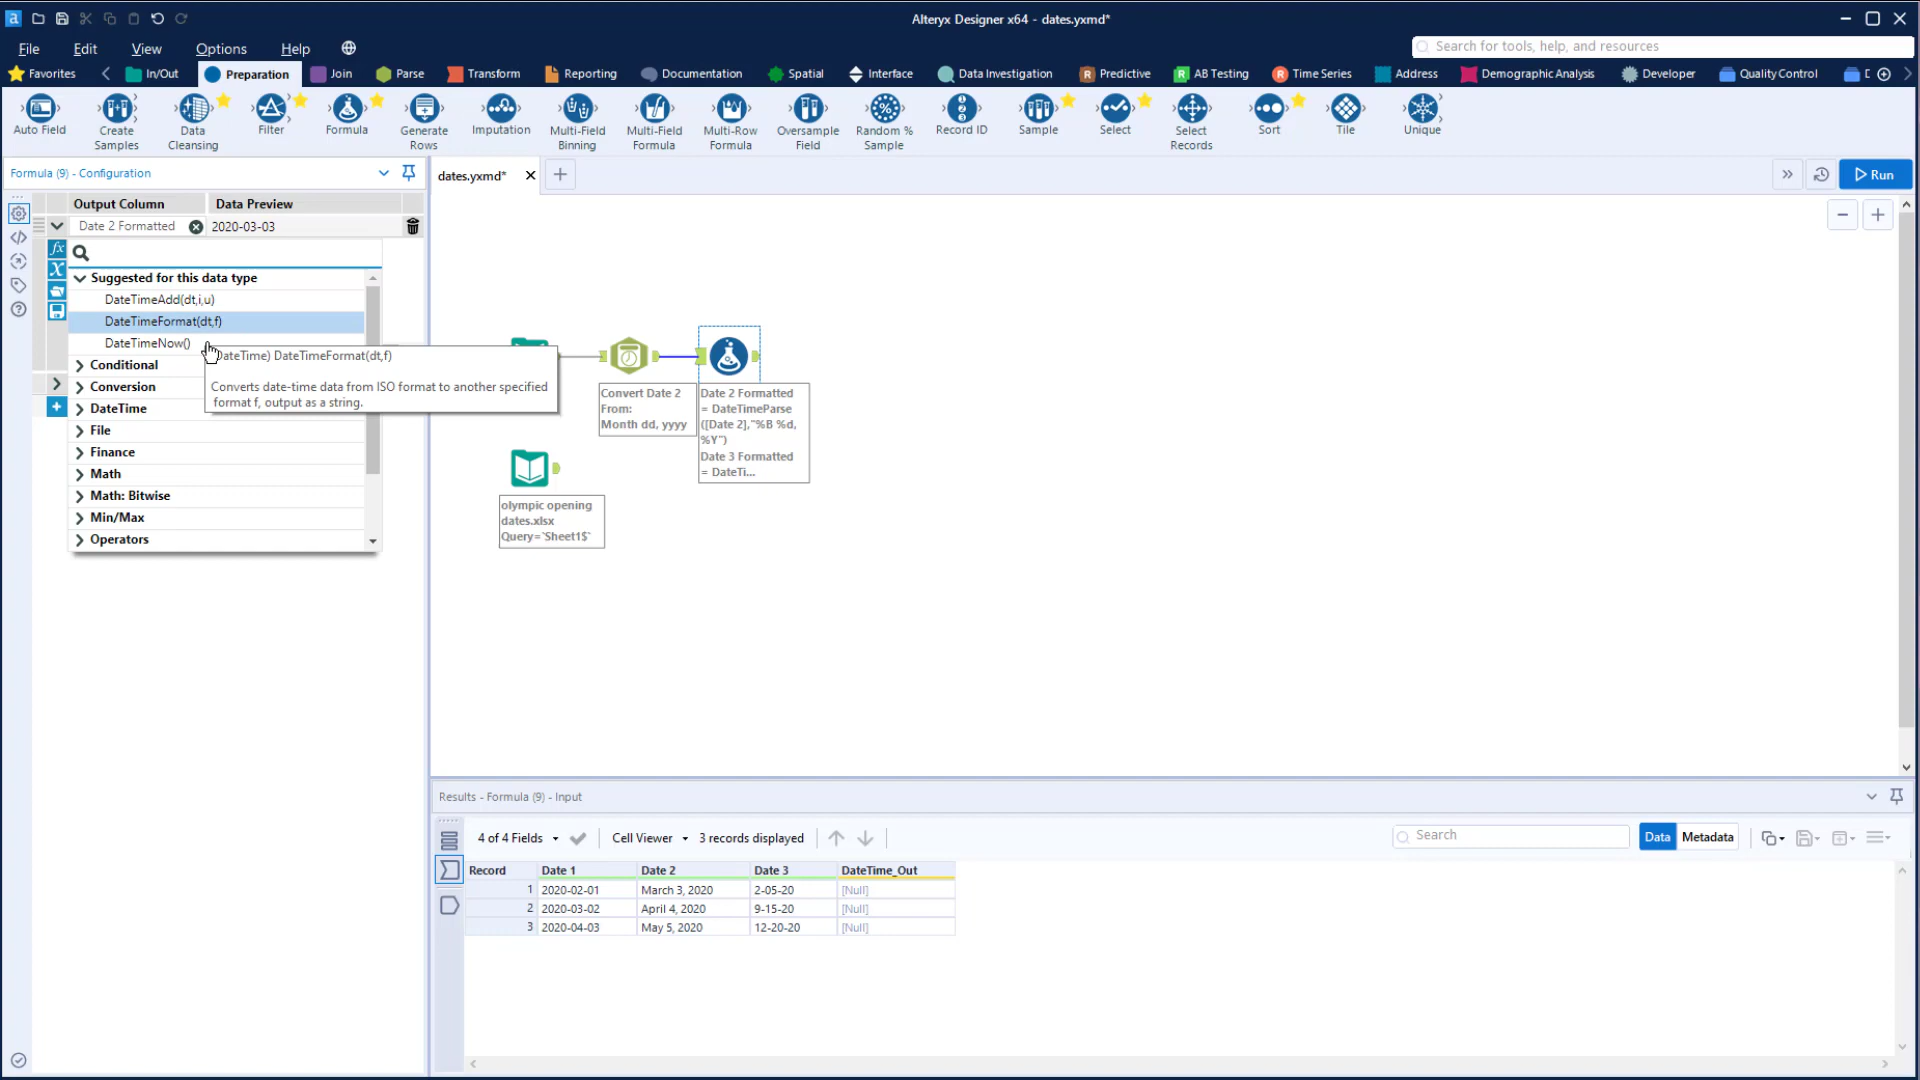 Alteryx Designer x64 - dates.yxmd*
File Edit View Options Help
Search for tools, help, and resources
Favorites In/Out Preparation Join Parse Transform Reporting Documentation Spatial Interface Data Investigation Predictive AB Testing Time Series Address Demographic Analysis Developer Quality Control
Auto Field
Create Samples
Data Cleansing
Filter
Formula
Generate Rows
Imputation
Multi-Field Binning
Multi-Field Formula
Multi-Row Formula
Oversample Field
Random % Sample
Record ID
Sample
Select
Select Records
Sort
Tile
Unique
Formula (9) - Configuration
dates.yxmd*
Run
Output Column Data Preview
Date 2 Formatted 2020-03-03
Suggested for this data type
DateTimeAdd(dt,i,u)
DateTimeFormat(dt,f)
DateTimeNow()
Conditional
Conversion
DateTime
File
Finance
Math
Math: Bitwise
Min/Max
Operators
DateTime) DateTimeFormat(dt,f)
Converts date-time data from ISO format to another specified
format f, output as a string.
Convert Date 2
From:
Month dd, yyyy
Date 2 Formatted
= DateTimeParse
([Date 2],"%B %d,
%Y")
Date 3 Formatted
= DateTi...
olympic opening
dates.xlsx
Query=`Sheet1$`
Results - Formula (9) - Input
4 of 4 Fields Cell Viewer 3 records displayed Search Data Metadata
Record Date 1 Date 2 Date 3 DateTime_Out
1 2020-02-01 March 3, 2020 2-05-20 [Null]
2 2020-03-02 April 4, 2020 9-15-20 [Null]
3 2020-04-03 May 5, 2020 12-20-20 [Null]